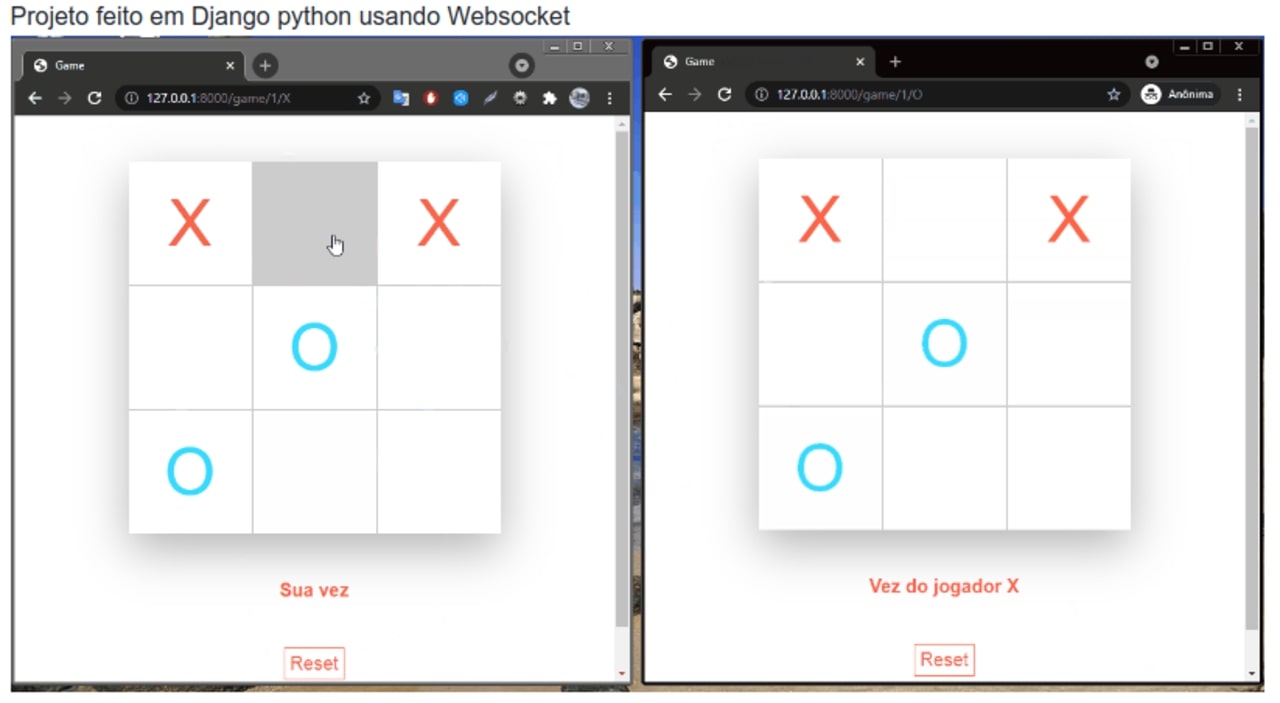 Projeto feito em Django python usando Websocket
Game
127.0.0.1:8000/game/1/X
X X
O
O
Sua vez
Reset
Game
127.0.0.1:8000/game/1/O
Anônima
X X
O
O
Vez do jogador X
Reset